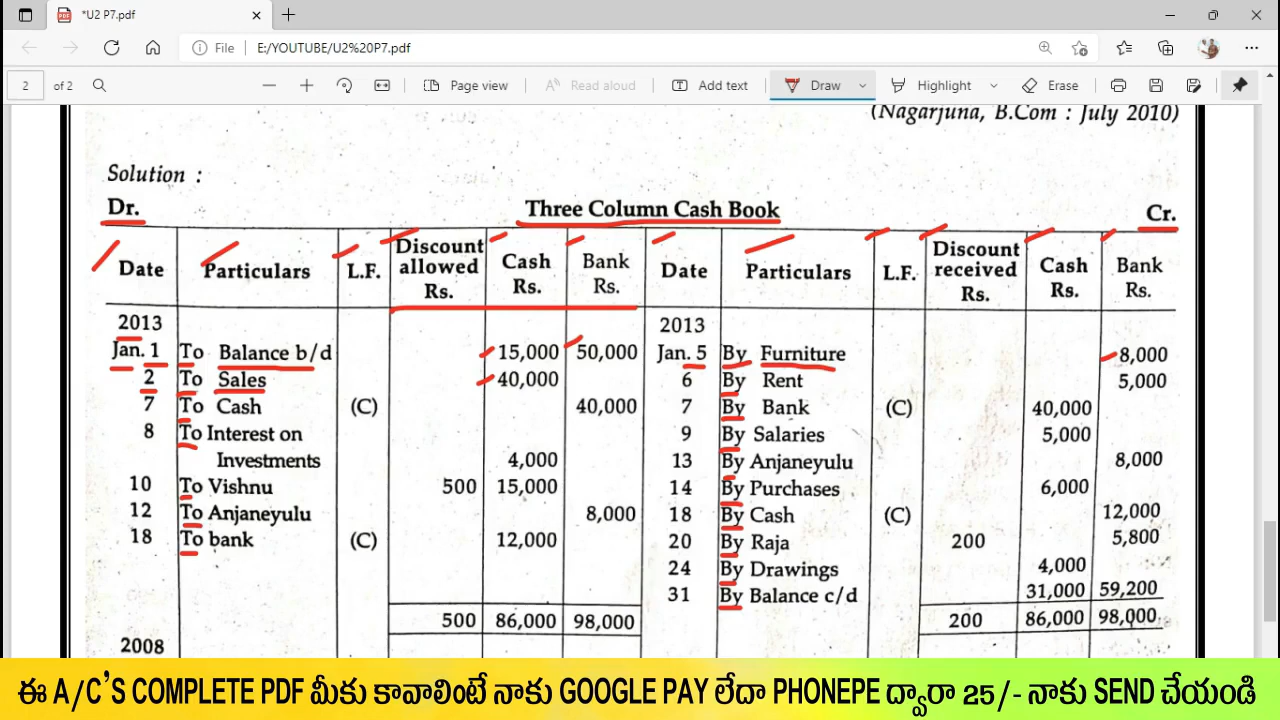 *U2 P7.pdf
File E:/YOUTUBE/U2%20P7.pdf
2 of 2 Page view Read aloud Add text Draw Highlight Erase
(Nagarjuna, B.Com : July 2010)
Solution :
Dr. Three Column Cash Book Cr.
Date Particulars L.F. Discount allowed Rs. Cash Rs. Bank Rs. Date Particulars L.F. Discount received Rs. Cash Rs. Bank Rs.
2013 2013
Jan. 1 To Balance b/d 15,000 50,000 Jan. 5 By Furniture 8,000
2 To Sales 40,000 6 By Rent 5,000
7 To Cash (C) 40,000 7 By Bank (C) 40,000
8 To Interest on 9 By Salaries 5,000
Investments 4,000 13 By Anjaneyulu 8,000
10 To Vishnu 500 15,000 14 By Purchases 6,000
12 To Anjaneyulu 8,000 18 By Cash (C) 12,000
18 To bank (C) 12,000 20 By Raja 200 5,800
24 By Drawings 4,000
31 By Balance c/d 31,000 59,200
500 86,000 98,000 200 86,000 98,000
2008
ఈ A/C'S COMPLETE PDF మీకు కావాలింటే నాకు GOOGLE PAY లేదా PHONEPE ద్వారా 25/- నాకు SEND చేయండి